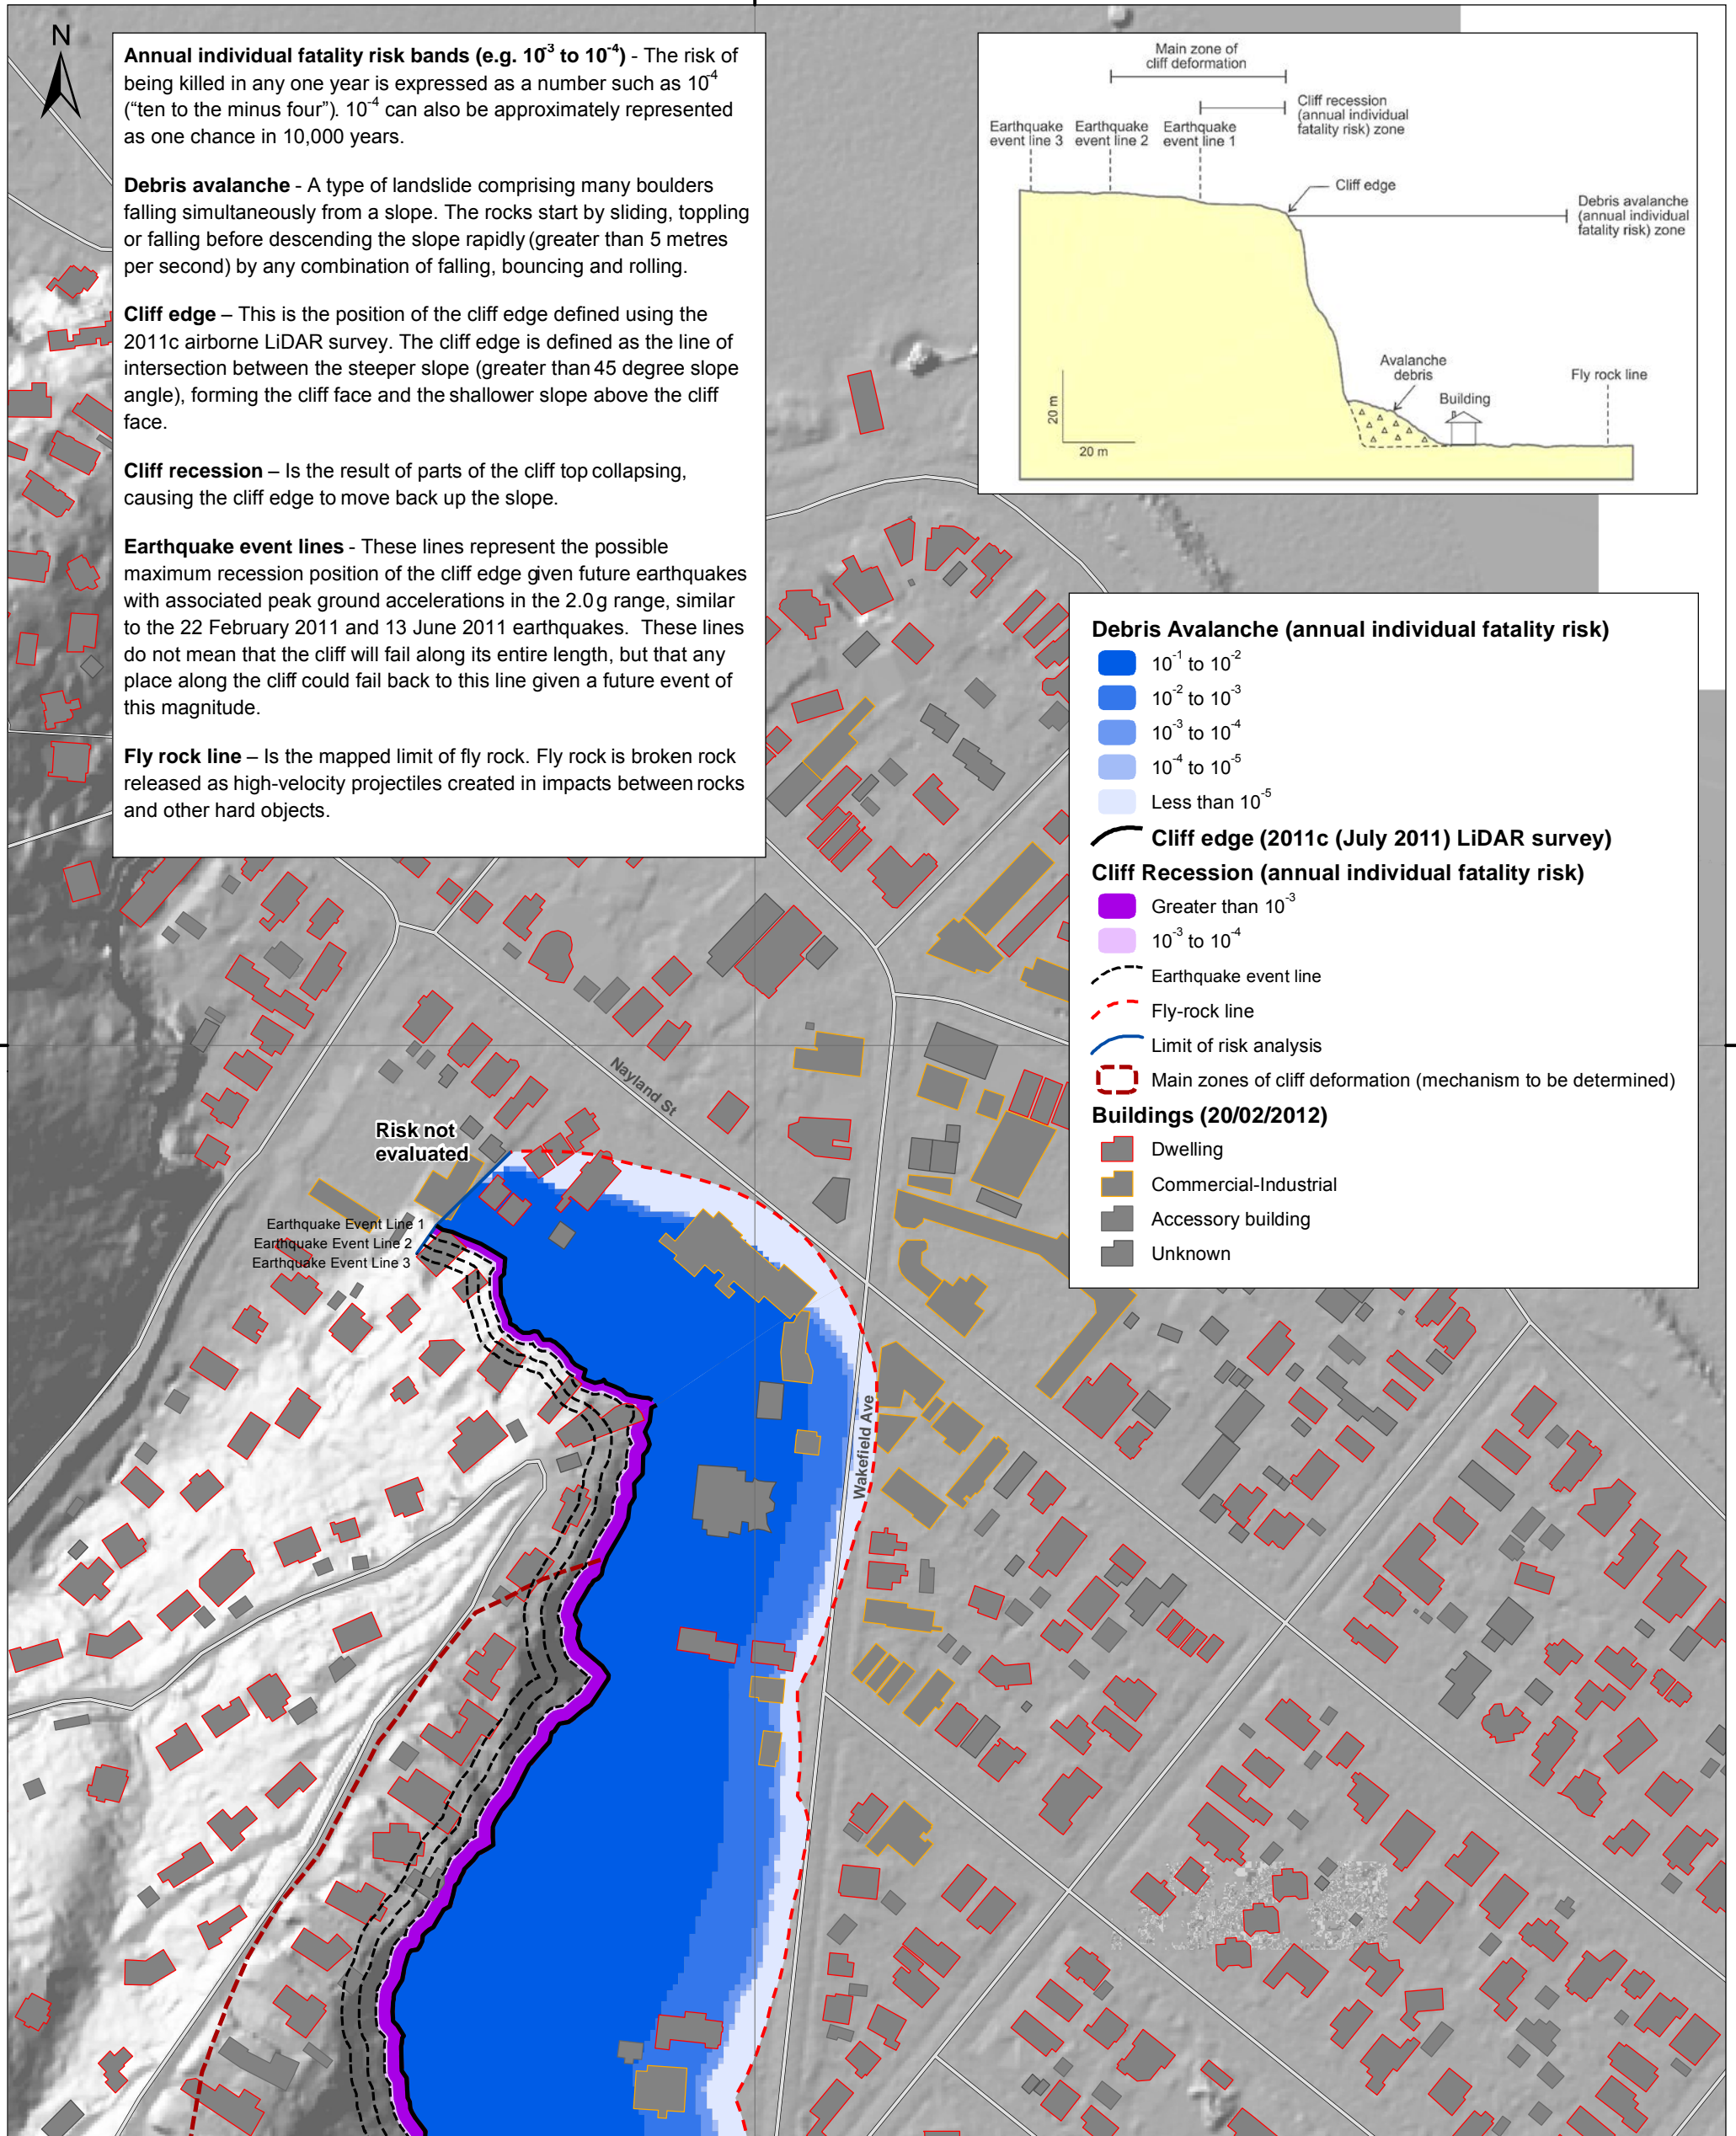 N
Annual individual fatality risk bands (e.g. 10⁻³ to 10⁻⁴) - The risk of
being killed in any one year is expressed as a number such as 10⁻⁴
(“ten to the minus four”). 10⁻⁴ can also be approximately represented
as one chance in 10,000 years.
Debris avalanche - A type of landslide comprising many boulders
falling simultaneously from a slope. The rocks start by sliding, toppling
or falling before descending the slope rapidly (greater than 5 metres
per second) by any combination of falling, bouncing and rolling.
Cliff edge – This is the position of the cliff edge defined using the
2011c airborne LiDAR survey. The cliff edge is defined as the line of
intersection between the steeper slope (greater than 45 degree slope
angle), forming the cliff face and the shallower slope above the cliff
face.
Cliff recession – Is the result of parts of the cliff top collapsing,
causing the cliff edge to move back up the slope.
Earthquake event lines - These lines represent the possible
maximum recession position of the cliff edge given future earthquakes
with associated peak ground accelerations in the 2.0g range, similar
to the 22 February 2011 and 13 June 2011 earthquakes. These lines
do not mean that the cliff will fail along its entire length, but that any
place along the cliff could fail back to this line given a future event of
this magnitude.
Fly rock line – Is the mapped limit of fly rock. Fly rock is broken rock
released as high-velocity projectiles created in impacts between rocks
and other hard objects.
Main zone of
cliff deformation
Cliff recession
(annual individual
fatality risk) zone
Earthquake
event line 3
Earthquake
event line 2
Earthquake
event line 1
Cliff edge
Debris avalanche
(annual individual
fatality risk) zone
Avalanche
debris
Building
Fly rock line
20 m
20 m
Debris Avalanche (annual individual fatality risk)
10⁻¹ to 10⁻²
10⁻² to 10⁻³
10⁻³ to 10⁻⁴
10⁻⁴ to 10⁻⁵
Less than 10⁻⁵
Cliff edge (2011c (July 2011) LiDAR survey)
Cliff Recession (annual individual fatality risk)
Greater than 10⁻³
10⁻³ to 10⁻⁴
Earthquake event line
Fly-rock line
Limit of risk analysis
Main zones of cliff deformation (mechanism to be determined)
Buildings (20/02/2012)
Dwelling
Commercial-Industrial
Accessory building
Unknown
Nayland St
Risk not
evaluated
Earthquake Event Line 1
Earthquake Event Line 2
Earthquake Event Line 3
Wakefield Ave